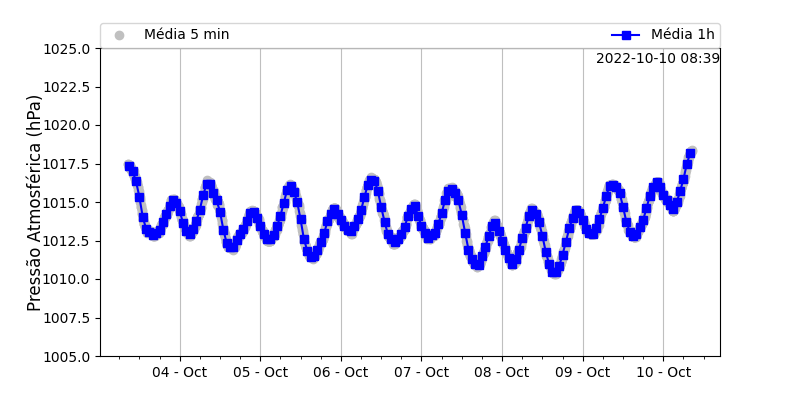 Média 5 min
Média 1h
2022-10-10 08:39
Pressão Atmosférica (hPa)
1025.0
1022.5
1020.0
1017.5
1015.0
1012.5
1010.0
1007.5
1005.0
04 - Oct
05 - Oct
06 - Oct
07 - Oct
08 - Oct
09 - Oct
10 - Oct